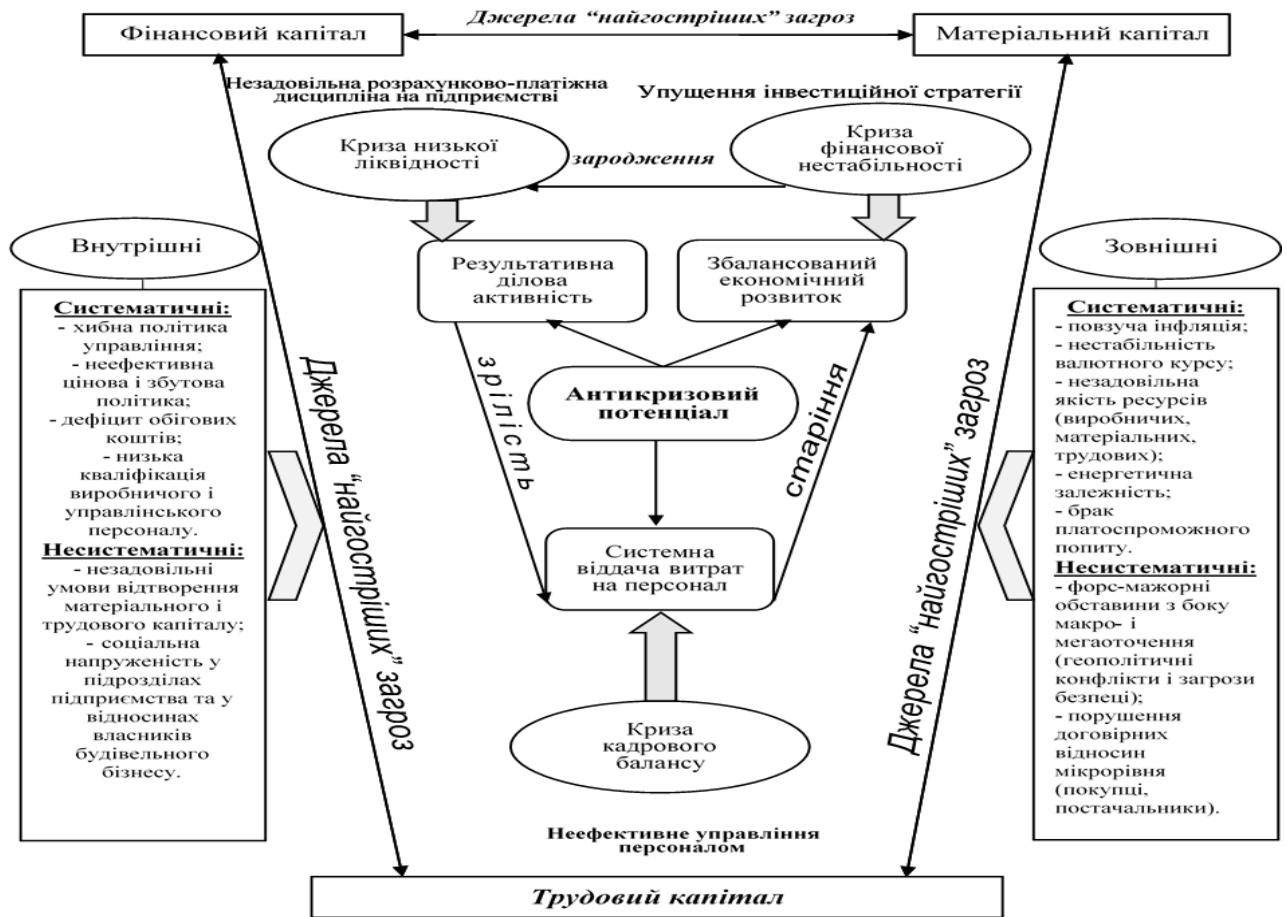 Джерела “найгостріших” загроз
Фінансовий капітал
Матеріальний капітал
Незадовільна розрахунково-платіжна
дисципліна на підприємстві
Упущення інвестиційної стратегії
Криза низької
ліквідності
зародження
Криза
фінансової
нестабільності
Внутрішні
Зовнішні
Результативна
ділова
активність
Збалансований
економічний
розвиток
Систематичні:
- хибна політика
управління;
- неефективна
цінова і збутова
політика;
- дефіцит обігових
коштів;
- низька
кваліфікація
виробничого і
управлінського
персоналу.
Несистематичні:
- незадовільні
умови відтворення
матеріального і
трудового капіталу;
- соціальна
напруженість у
підрозділах
підприємства та у
відносинах
власників
будівельного
бізнесу.
Джерела “найгостріших” загроз
зрілість
Антикризовий
потенціал
старіння
Системна
віддача витрат
на персонал
Криза
кадрового
балансу
Неефективне управління
персоналом
Джерела “найгостріших” загроз
Систематичні:
- повзуча інфляція;
- нестабільність
валютного курсу;
- незадовільна
якість ресурсів
(виробничих,
матеріальних,
трудових);
- енергетична
залежність;
- брак
платоспроможного
попиту.
Несистематичні:
- форс-мажорні
обставини з боку
макро- і
мегаоточення
(геополітичні
конфлікти і загрози
безпеці);
- порушення
договірних
відносин
мікрорівня
(покупці,
постачальники).
Трудовий капітал